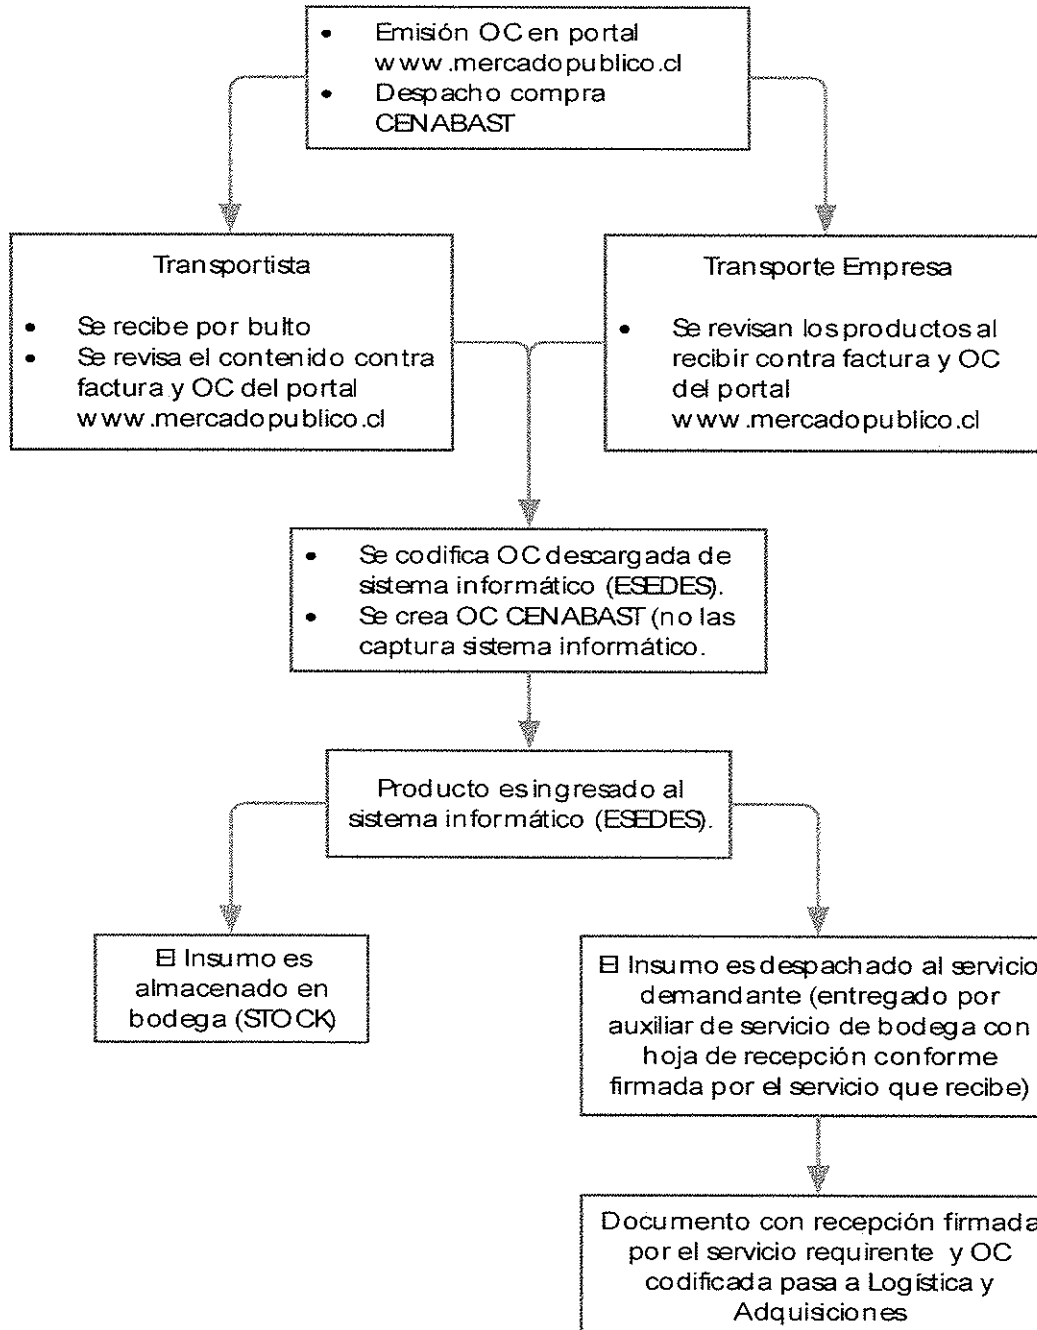 • Emisión OC en portal
www.mercadopublico.cl
• Despacho compra
CENABAST
Transportista
• Se recibe por bulto
• Se revisa el contenido contra
factura y OC del portal
www.mercadopublico.cl
Transporte Empresa
• Se revisan los productos al
recibir contra factura y OC
del portal
www.mercadopublico.cl
• Se codifica OC descargada de
sistema informático (ESEDES).
• Se crea OC CENABAST (no las
captura sistema informático.
Producto es ingresado al
sistema informático (ESEDES).
El Insumo es
almacenado en
bodega (STOCK)
El Insumo es despachado al servicio
demandante (entregado por
auxiliar de servicio de bodega con
hoja de recepción conforme
firmada por el servicio que recibe)
Documento con recepción firmada
por el servicio requirente y OC
codificada pasa a Logística y
Adquisiciones